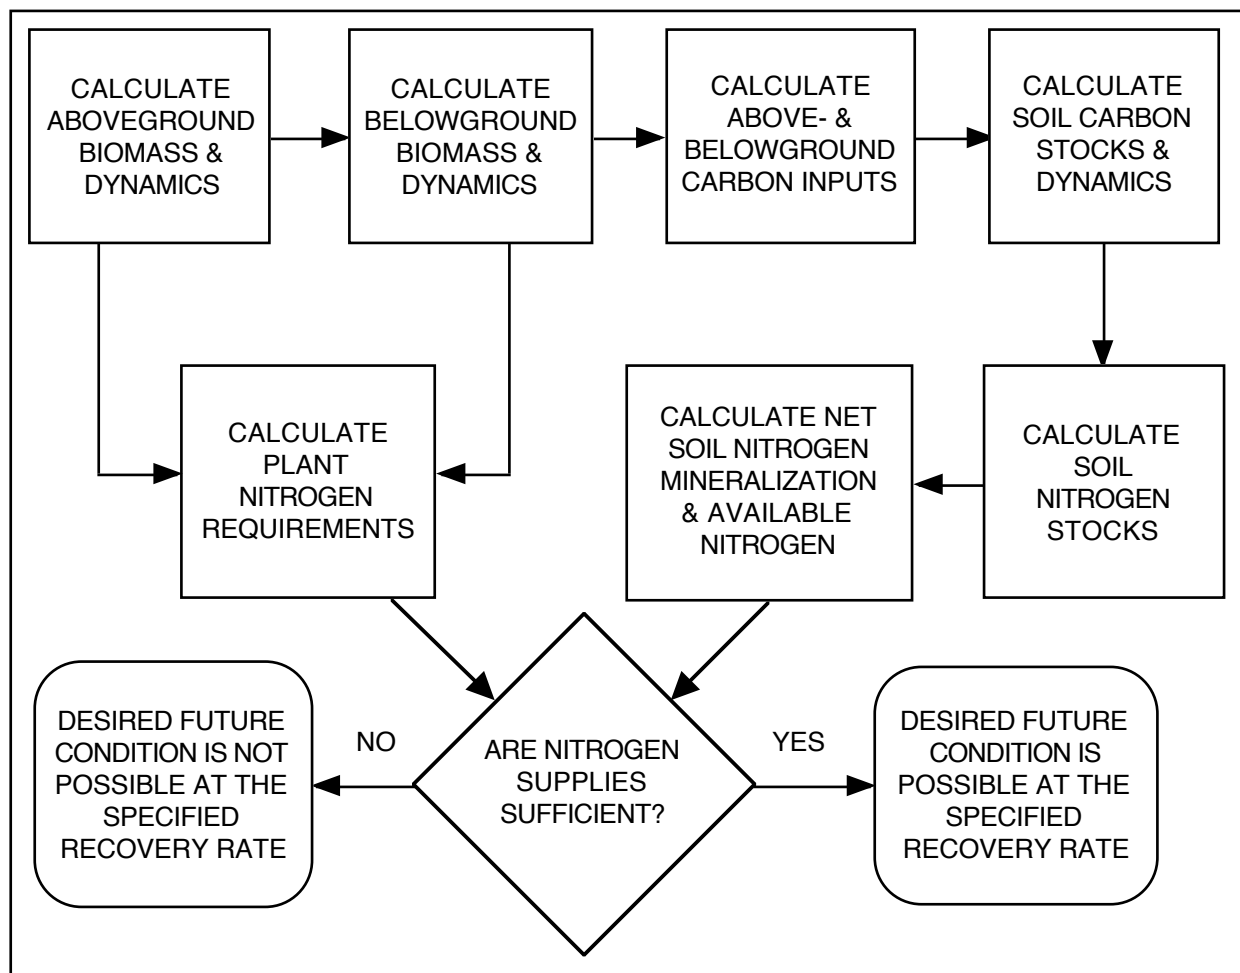 CALCULATE
ABOVEGROUND
BIOMASS &
DYNAMICS
CALCULATE
BELOWGROUND
BIOMASS &
DYNAMICS
CALCULATE
ABOVE- &
BELOWGROUND
CARBON INPUTS
CALCULATE
SOIL CARBON
STOCKS &
DYNAMICS
CALCULATE
PLANT
NITROGEN
REQUIREMENTS
CALCULATE NET
SOIL NITROGEN
MINERALIZATION
& AVAILABLE
NITROGEN
CALCULATE
SOIL
NITROGEN
STOCKS
DESIRED FUTURE
CONDITION IS NOT
POSSIBLE AT THE
SPECIFIED
RECOVERY RATE
NO
ARE NITROGEN
SUPPLIES
SUFFICIENT?
YES
DESIRED FUTURE
CONDITION IS
POSSIBLE AT THE
SPECIFIED
RECOVERY RATE